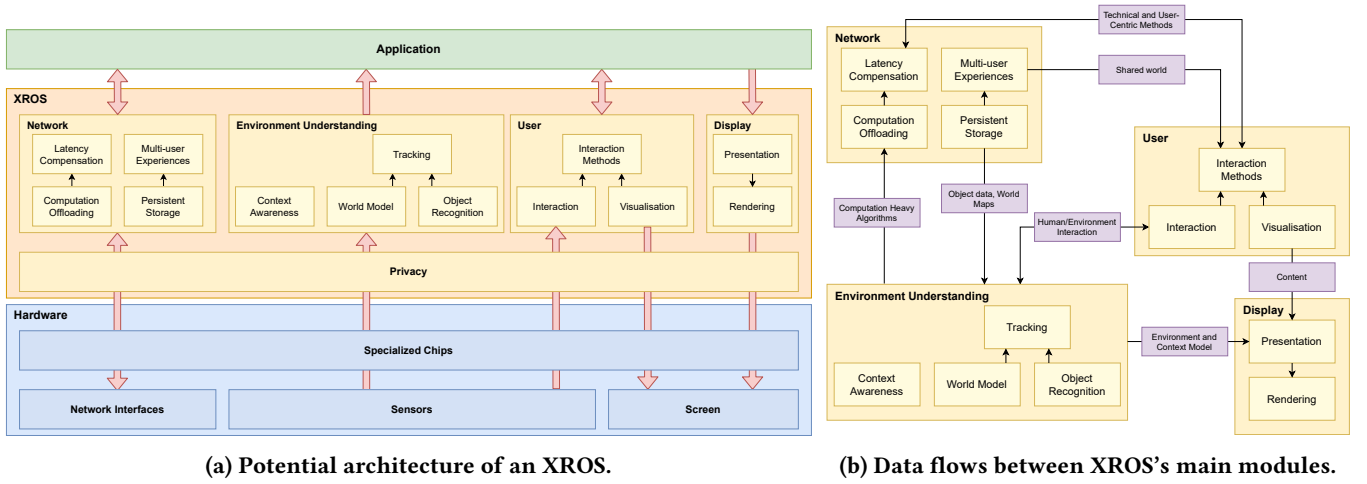 Application
XROS
Network
Latency
Compensation
Multi-user
Experiences
Computation
Offloading
Persistent
Storage
Environment Understanding
Tracking
Context
Awareness
World Model
Object
Recognition
User
Interaction
Methods
Interaction
Visualisation
Display
Presentation
Rendering
Privacy
Hardware
Specialized Chips
Network Interfaces
Sensors
Screen
(a) Potential architecture of an XROS.
Technical and User-
Centric Methods
Network
Latency
Compensation
Multi-user
Experiences
Shared world
Computation
Offloading
Persistent
Storage
User
Interaction
Methods
Interaction
Visualisation
Computation Heavy
Algorithms
Object data, World
Maps
Human/Environment
Interaction
Content
Environment Understanding
Tracking
Context
Awareness
World Model
Object
Recognition
Environment and
Context Model
Display
Presentation
Rendering
(b) Data flows between XROS's main modules.